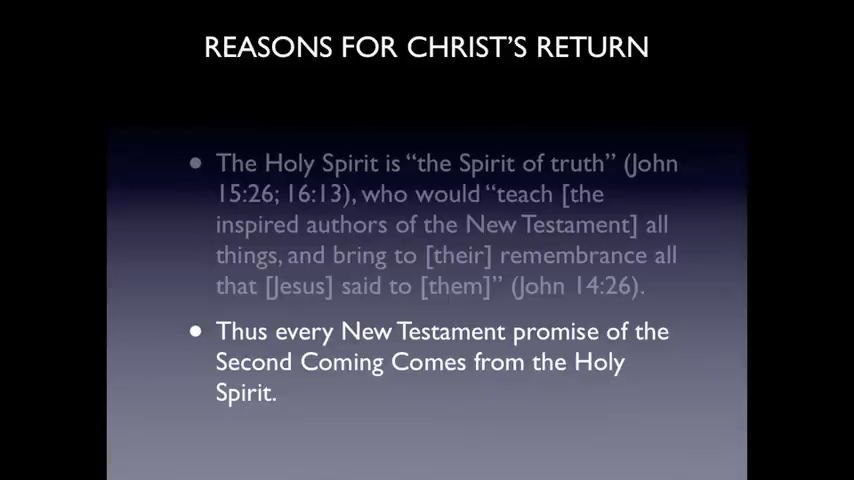 REASONS FOR CHRIST'S RETURN
• The Holy Spirit is “the Spirit of truth” (John
15:26; 16:13), who would “teach [the
inspired authors of the New Testament] all
things, and bring to [their] remembrance all
that [Jesus] said to [them]” (John 14:26).
• Thus every New Testament promise of the
Second Coming Comes from the Holy
Spirit.